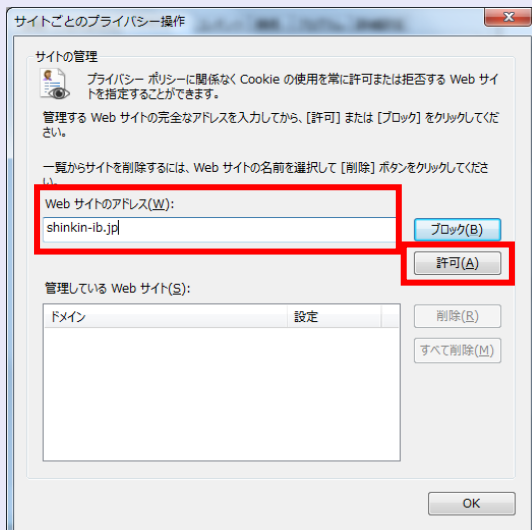 サイトごとのプライバシー操作
サイトの管理
プライバシー ポリシーに関係なく Cookie の使用を常に許可または拒否する Web サイ
トを指定することができます。
管理する Web サイトの完全なアドレスを入力してから、[許可] または [ブロック] をクリックしてくだ
さい。
一覧からサイトを削除するには、Web サイトの名前を選択して [削除] ボタンをクリックしてくださ
い。
Web サイトのアドレス(W):
shinkin-ib.jp
ブロック(B)
許可(A)
管理している Web サイト(S):
ドメイン 設定
削除(R)
すべて削除(M)
OK